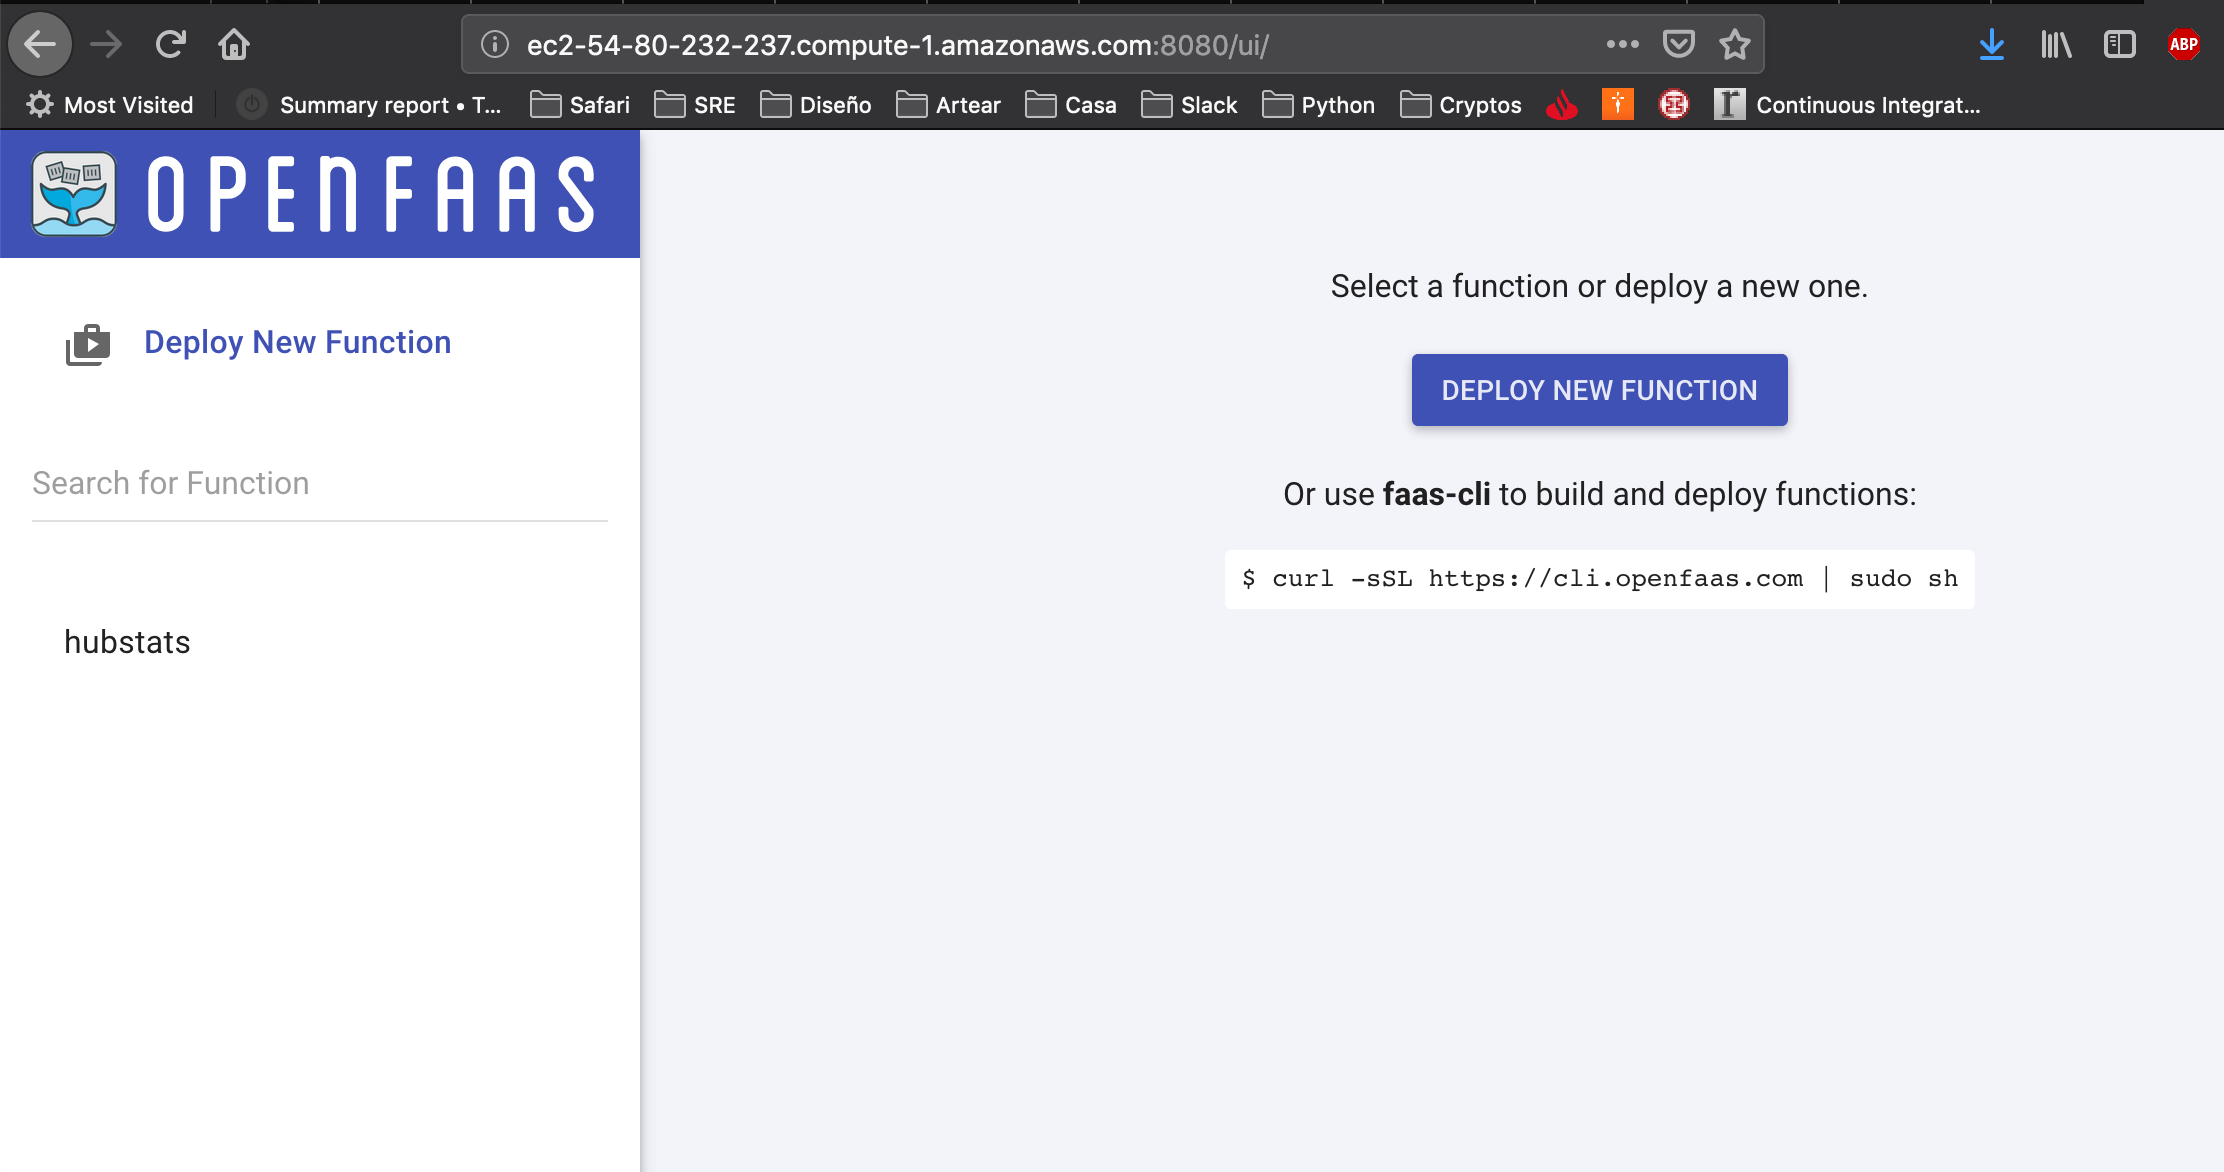 ec2-54-80-232-237.compute-1.amazonaws.com:8080/ui/
ABP
Most Visited
Summary report • T...
Safari
SRE
Diseño
Artear
Casa
Slack
Python
Cryptos
Continuous Integrat...
OPENFAAS
Deploy New Function
Search for Function
hubstats
Select a function or deploy a new one.
DEPLOY NEW FUNCTION
Or use faas-cli to build and deploy functions:
$ curl -sSL https://cli.openfaas.com | sudo sh